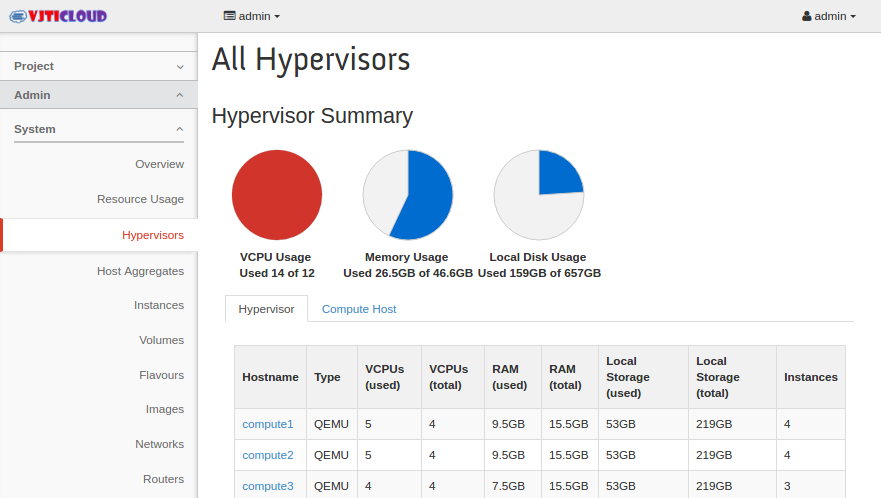 VJTICLOUD
admin
admin
Project
Admin
System
Overview
Resource Usage
Hypervisors
Host Aggregates
Instances
Volumes
Flavours
Images
Networks
Routers
All Hypervisors
Hypervisor Summary
VCPU Usage
Used 14 of 12
Memory Usage
Used 26.5GB of 46.6GB
Local Disk Usage
Used 159GB of 657GB
Hypervisor Compute Host
Hostname Type VCPUs (used) VCPUs (total) RAM (used) RAM (total) Local Storage (used) Local Storage (total) Instances
compute1 QEMU 5 4 9.5GB 15.5GB 53GB 219GB 4
compute2 QEMU 5 4 9.5GB 15.5GB 53GB 219GB 4
compute3 QEMU 4 4 7.5GB 15.5GB 53GB 219GB 3